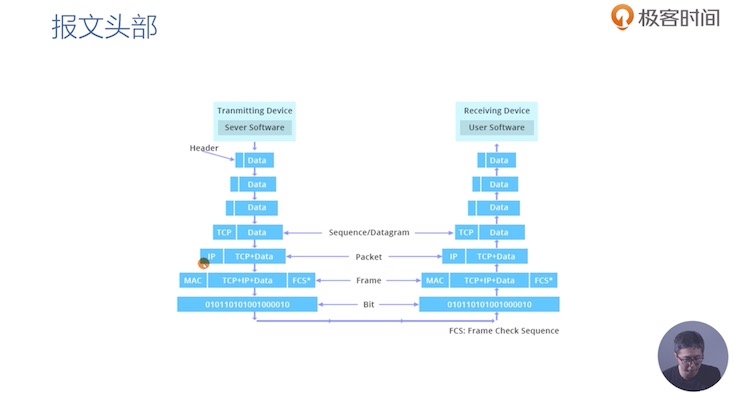 报文头部
极客时间
Tranmitting Device
Sever Software
Receiving Device
User Software
Header
Data
Data
Data
Data
Data
Data
TCP Data
Sequence/Datagram
TCP Data
IP TCP+Data
Packet
IP TCP+Data
MAC TCP+IP+Data FCS*
Frame
MAC TCP+IP+Data FCS*
010110101001000010
Bit
010110101001000010
FCS: Frame Check Sequence